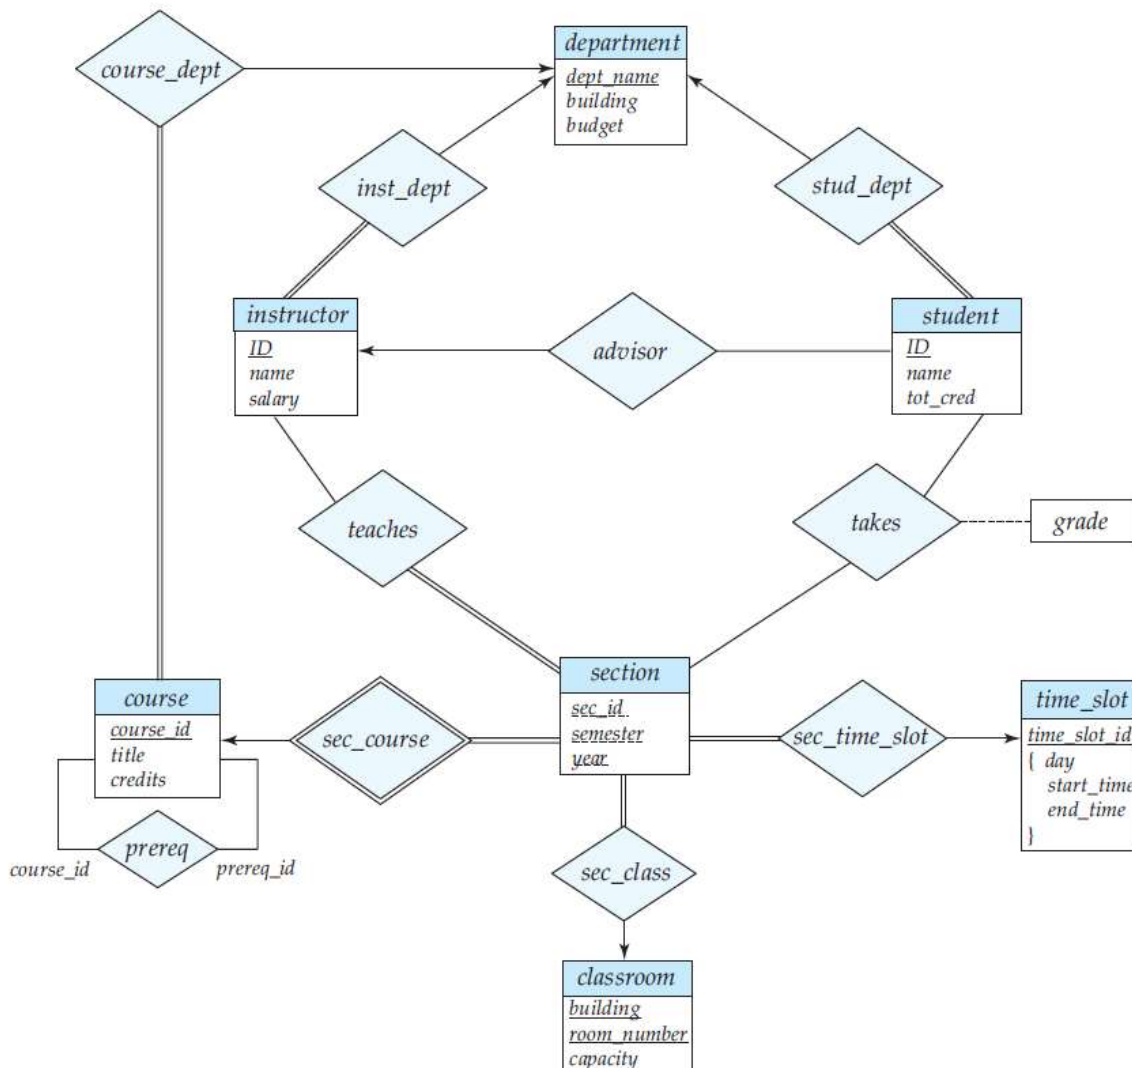 department
dept_name
building
budget
course_dept
inst_dept
stud_dept
instructor
ID
name
salary
advisor
student
ID
name
tot_cred
teaches
takes
grade
course
course_id
title
credits
sec_course
section
sec_id
semester
year
sec_time_slot
time_slot
time_slot_id
{ day
start_time
end_time
}
prereq
course_id
prereq_id
sec_class
classroom
building
room_number
capacity